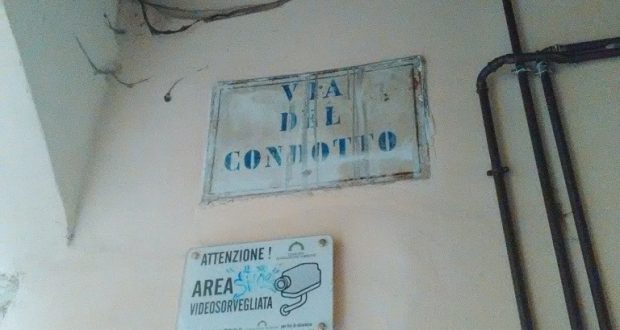 VIA
DEL
CONDOTTO
ATTENZIONE !
AREA
VIDEOSORVEGLIATA